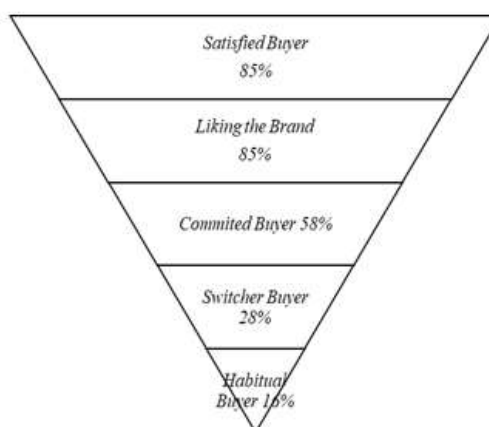 Satisfied Buyer
85%
Liking the Brand
85%
Commited Buyer 58%
Switcher Buyer
28%
Habitual
Buyer 16%